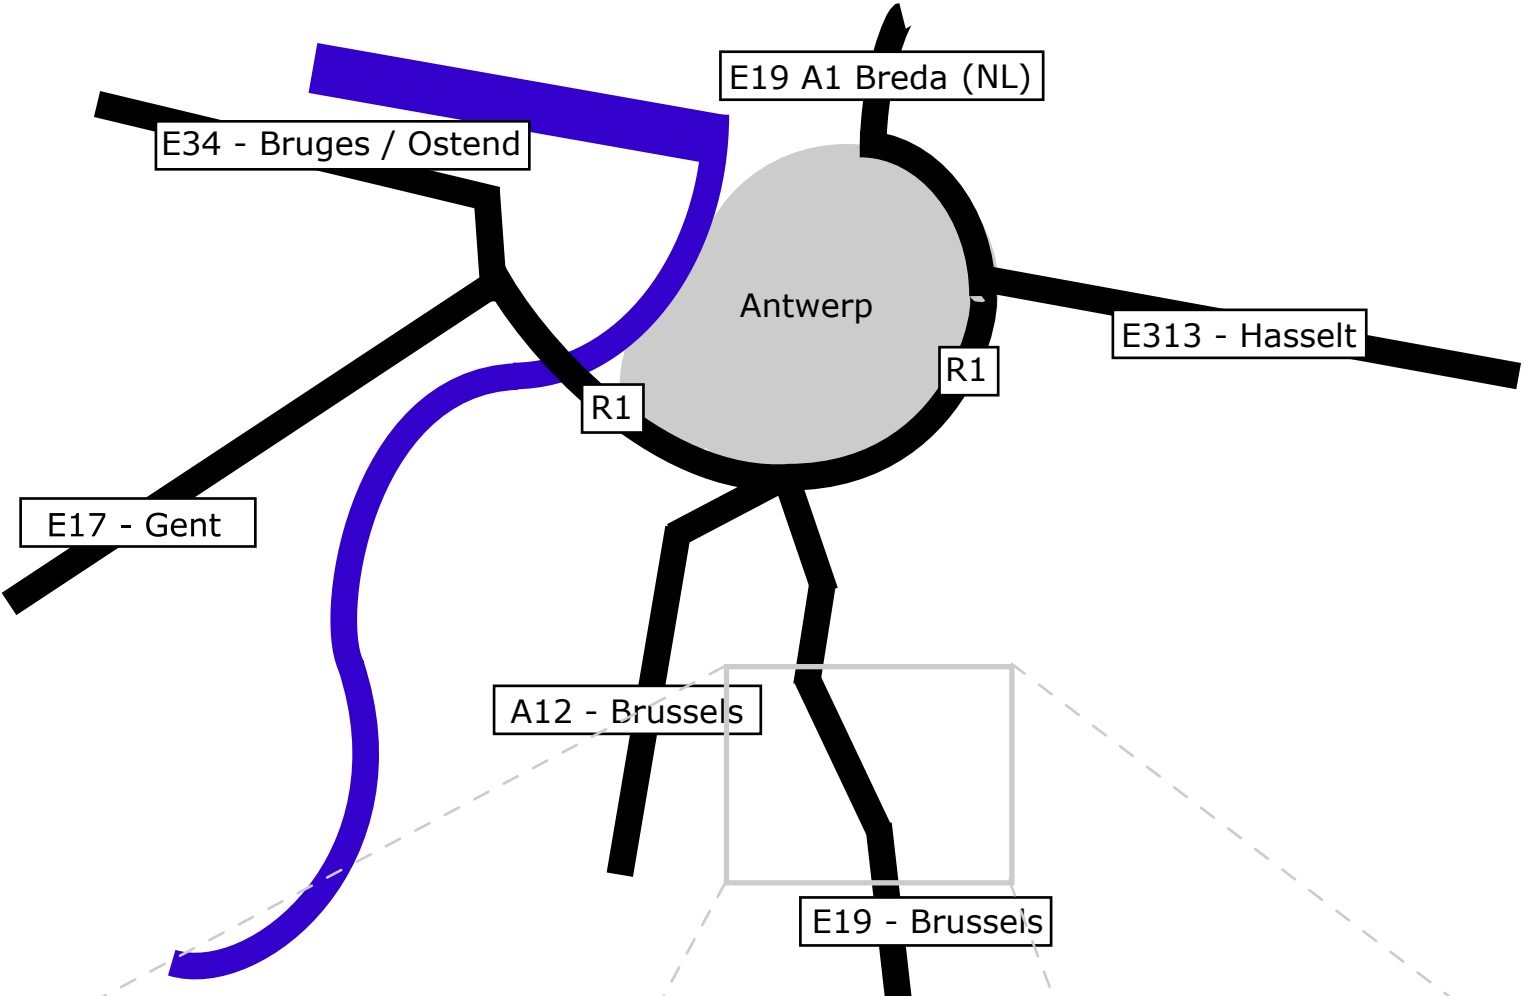 E19 A1 Breda (NL)
E34 - Bruges / Ostend
Antwerp
E313 - Hasselt
R1
R1
E17 - Gent
A12 - Brussels
E19 - Brussels